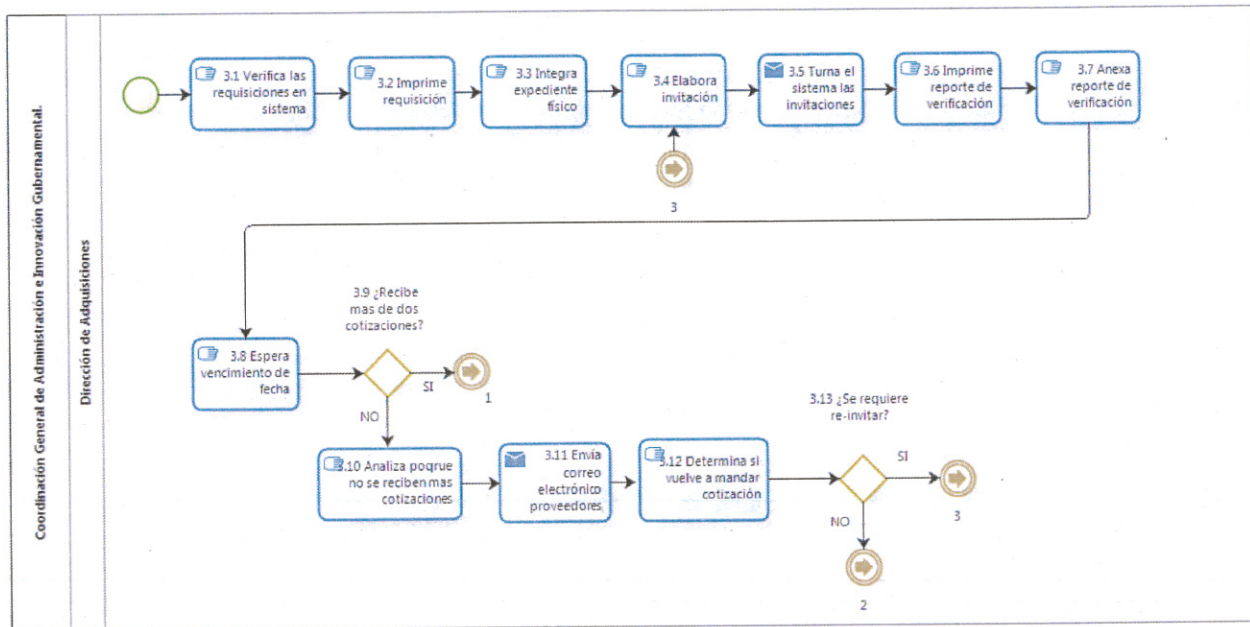 Coordinación General de Administración e Innovación Gubernamental.
Dirección de Adquisiciones
3.1 Verifica las
requisiciones en
sistema
3.2 Imprime
requisición
3.3 Integra
expediente
físico
3.4 Elabora
invitación
3.5 Turna el
sistema las
invitaciones
3.6 Imprime
reporte de
verificación
3.7 Anexa
reporte de
verificación
3
3.8 Espera
vencimiento de
fecha
3.9 ¿Recibe
mas de dos
cotizaciones?
SI
1
NO
3.10 Analiza poqrue
no se reciben mas
cotizaciones
3.11 Envía
correo
electrónico
proveedores
3.12 Determina si
vuelve a mandar
cotización
3.13 ¿Se requiere
re-invitar?
SI
3
NO
2